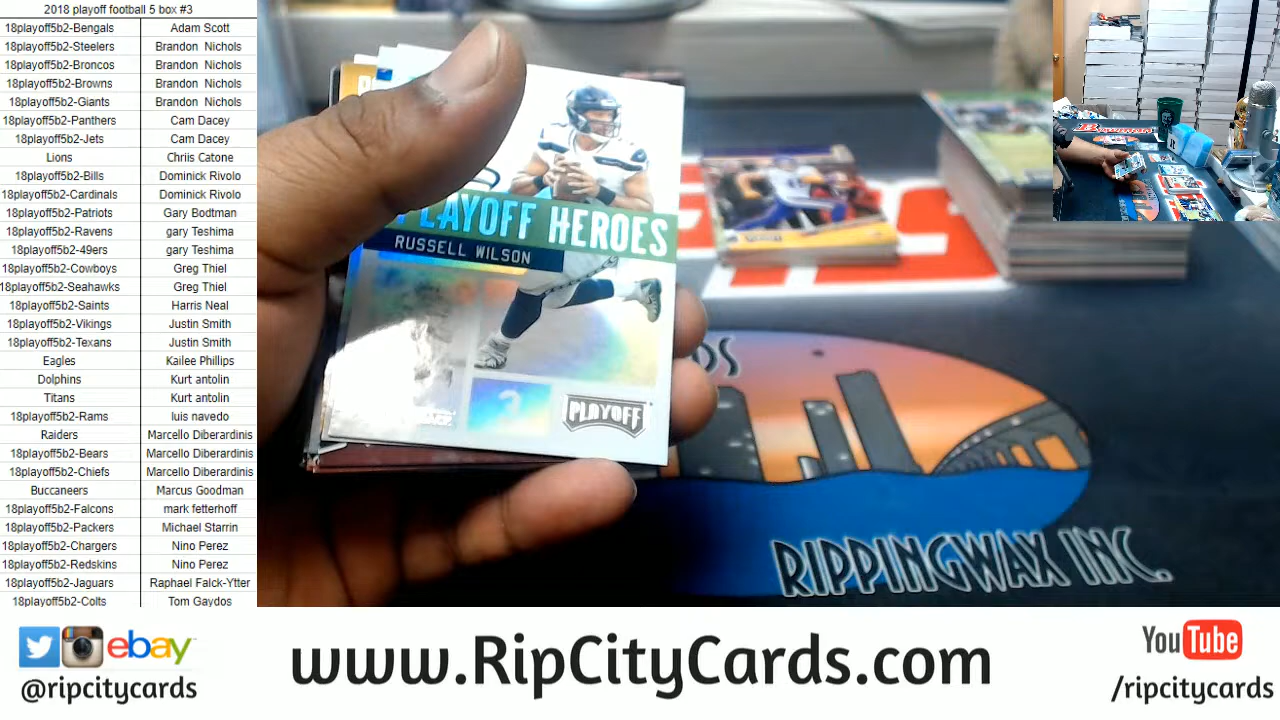 2018 playoff football 5 box #3
18playoff5b2-Bengals Adam Scott
18playoff5b2-Steelers Brandon Nichols
18playoff5b2-Broncos Brandon Nichols
18playoff5b2-Browns Brandon Nichols
18playoff5b2-Giants Brandon Nichols
18playoff5b2-Panthers Cam Dacey
18playoff5b2-Jets Cam Dacey
Lions Chris Catone
18playoff5b2-Bills Dominick Rivolo
18playoff5b2-Cardinals Dominick Rivolo
18playoff5b2-Patriots Gary Bodtman
18playoff5b2-Ravens gary Teshima
18playoff5b2-49ers gary Teshima
18playoff5b2-Cowboys Greg Thiel
18playoff5b2-Seahawks Greg Thiel
18playoff5b2-Saints Harris Neal
18playoff5b2-Vikings Justin Smith
18playoff5b2-Texans Justin Smith
Eagles Kailee Phillips
Dolphins Kurt antolin
Titans Kurt antolin
18playoff5b2-Rams luis navedo
Raiders Marcello Diberardinis
18playoff5b2-Bears Marcello Diberardinis
18playoff5b2-Chiefs Marcello Diberardinis
Buccaneers Marcus Goodman
18playoff5b2-Falcons mark fetterhoff
18playoff5b2-Packers Michael Starrin
18playoff5b2-Chargers Nino Perez
18playoff5b2-Redskins Nino Perez
18playoff5b2-Jaguars Raphael Falck-Ytter
18playoff5b2-Colts Tom Gaydos
PLAYOFF HEROES
RUSSELL WILSON
3
PLAYOFF
RIPPINGWAX INC.
ebay
@ripcitycards
www.RipCityCards.com
YouTube
/ripcitycards